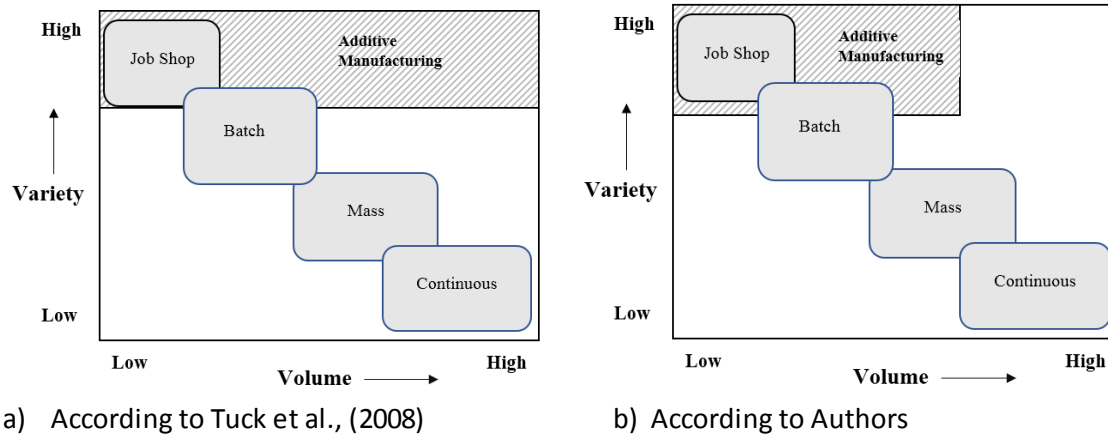 High
Job Shop
Additive
Manufacturing
Batch
Variety
Mass
Continuous
Low
Low
High
Volume
a) According to Tuck et al., (2008)
High
Job Shop
Additive
Manufacturing
Batch
Variety
Mass
Continuous
Low
Low
High
Volume
b) According to Authors